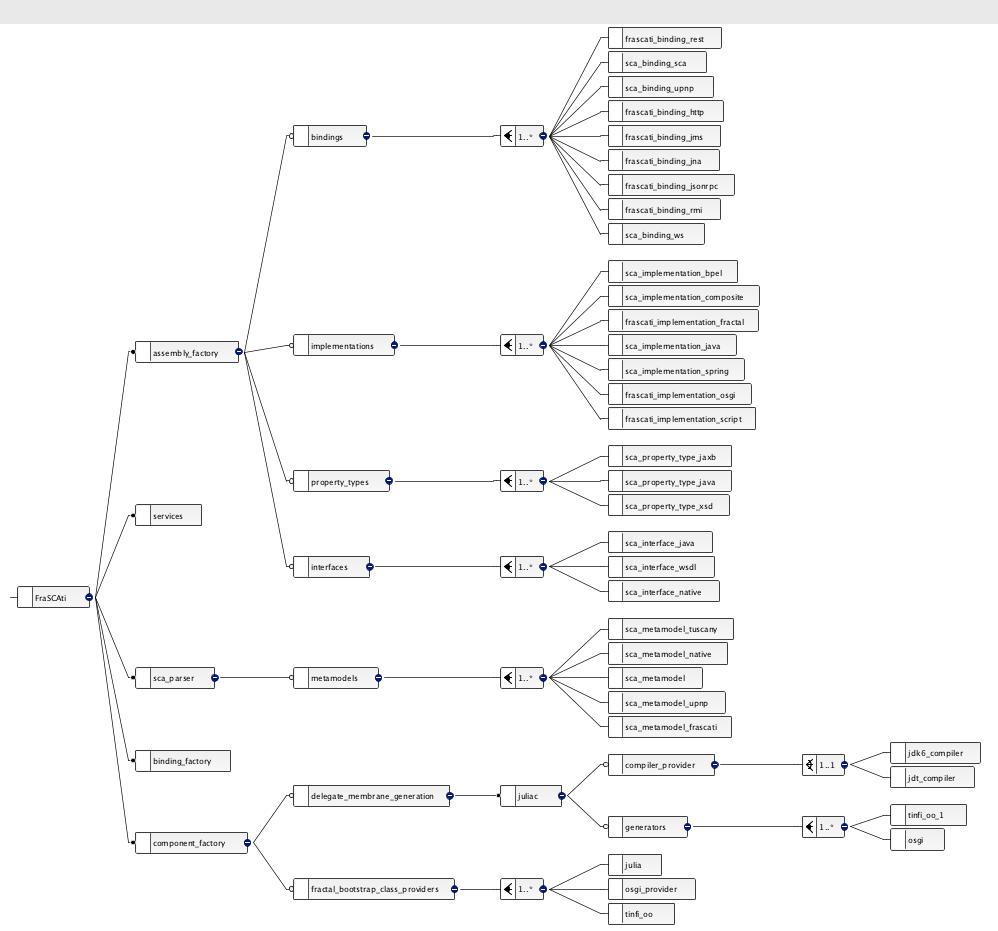 frascati_binding_rest
sca_binding_sca
sca_binding_upnp
frascati_binding_http
bindings
1..*
frascati_binding_jms
frascati_binding_jna
frascati_binding_jsonrpc
frascati_binding_rmi
sca_binding_ws
sca_implementation_bpel
sca_implementation_composite
frascati_implementation_fractal
assembly_factory
implementations
1..*
sca_implementation_java
sca_implementation_spring
frascati_implementation_osgi
frascati_implementation_script
sca_property_type_jaxb
property_types
1..*
sca_property_type_java
sca_property_type_xsd
services
sca_interface_java
interfaces
1..*
sca_interface_wsdl
sca_interface_native
FraSCAti
sca_metamodel_tuscany
sca_metamodel_native
sca_parser
metamodels
1..*
sca_metamodel
sca_metamodel_upnp
sca_metamodel_frascati
binding_factory
compiler_provider
1..1
jdk6_compiler
jdt_compiler
delegate_membrane_generation
juliac
generators
1..*
tinfi_oo_1
osgi
component_factory
julia
fractal_bootstrap_class_providers
1..*
osgi_provider
tinfi_oo